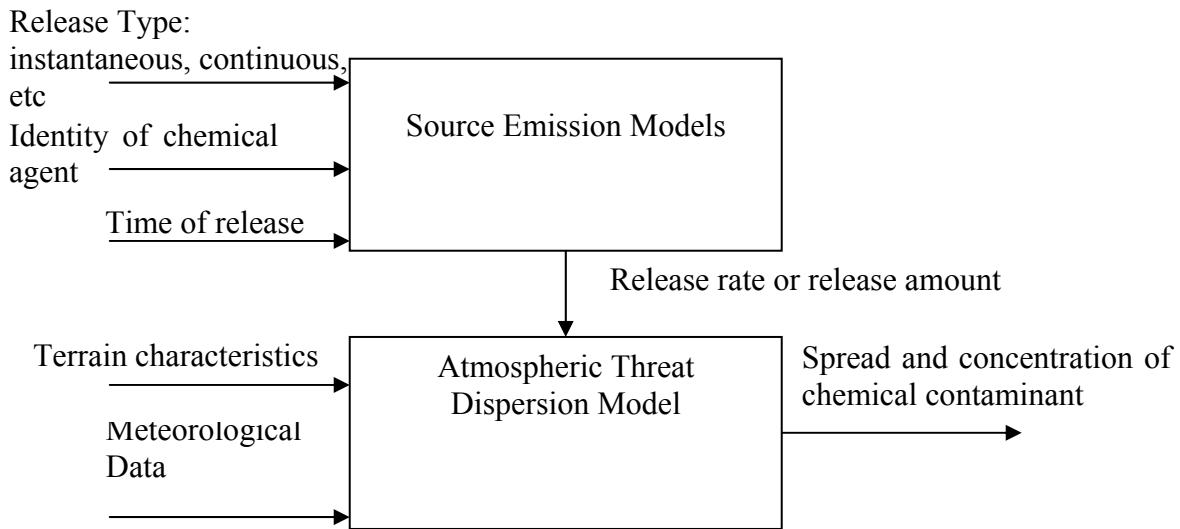 Release Type:
instantaneous, continuous,
etc
Identity of chemical
agent
Source Emission Models
Time of release
Release rate or release amount
Terrain characteristics
Atmospheric Threat
Dispersion Model
Spread and concentration of
chemical contaminant
Meteorological
Data